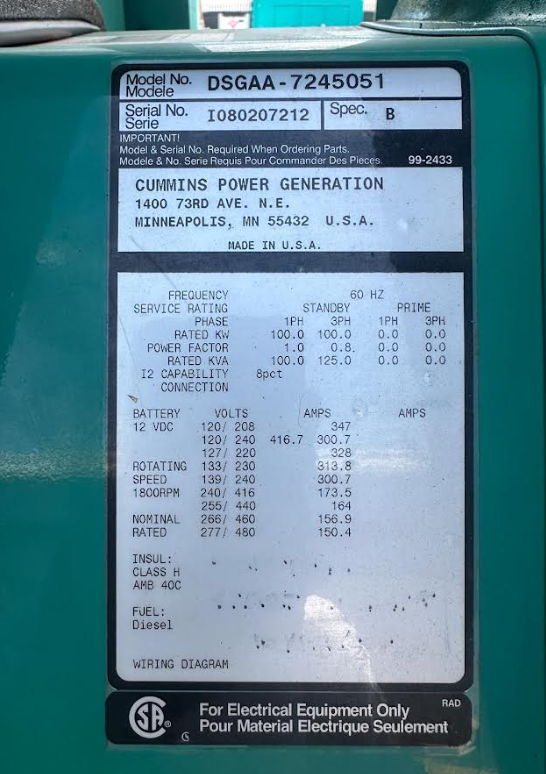 Model No. DSGAA-7245051
Modele
Serial No. I080207212 Spec. B
Serie
IMPORTANT!
Model & Serial No. Required When Ordering Parts.
Modele & No. Serie Requis Pour Commander Des Pieces. 99-2433
CUMMINS POWER GENERATION
1400 73RD AVE. N.E.
MINNEAPOLIS, MN 55432 U.S.A.
MADE IN U.S.A.
FREQUENCY 60 HZ
SERVICE RATING STANDBY PRIME
PHASE 1PH 3PH 1PH 3PH
RATED KW 100.0 100.0 0.0 0.0
POWER FACTOR 1.0 0.8 0.0 0.0
RATED KVA 100.0 125.0 0.0 0.0
I2 CAPABILITY 8pct
CONNECTION
BATTERY VOLTS AMPS AMPS
12 VDC 120/ 208 347
120/ 240 416.7 300.7
127/ 220 328
ROTATING 133/ 230 313.8
SPEED 139/ 240 300.7
1800RPM 240/ 416 173.5
255/ 440 164
NOMINAL 266/ 460 156.9
RATED 277/ 480 150.4
INSUL:
CLASS H
AMB 40C
FUEL:
Diesel
WIRING DIAGRAM
SA® For Electrical Equipment Only RAD
Pour Material Electrique Seulement